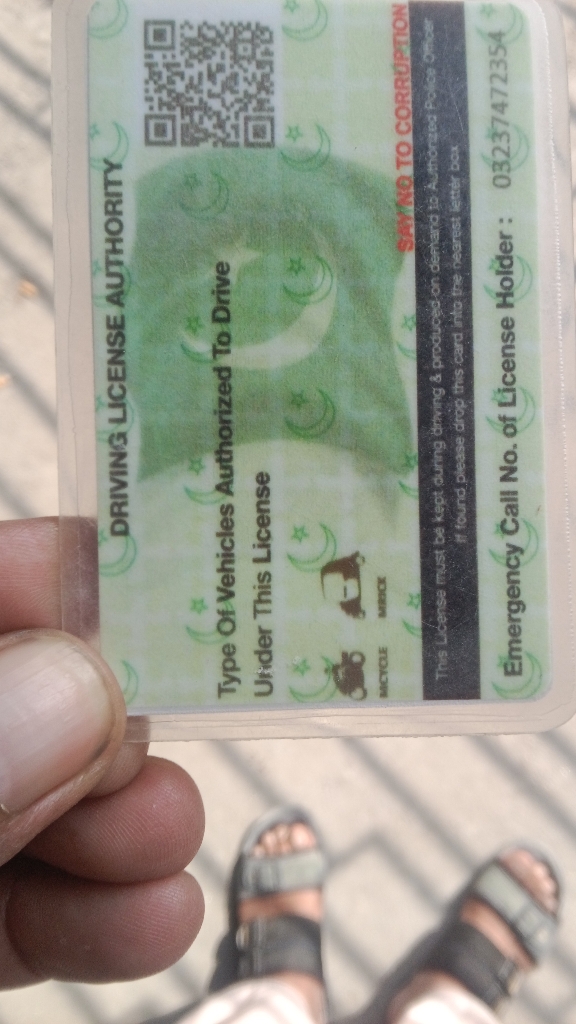 DRIVING LICENSE AUTHORITY
Type Of Vehicles Authorized To Drive
Under This License
M/CYCLE
M/RICK
SAY NO TO CORRUPTION
This License must be kept during driving & produced on demand to Authorized Police Officer
If found please drop this card into the nearest letter box
Emergency Call No. of License Holder : 03237472354